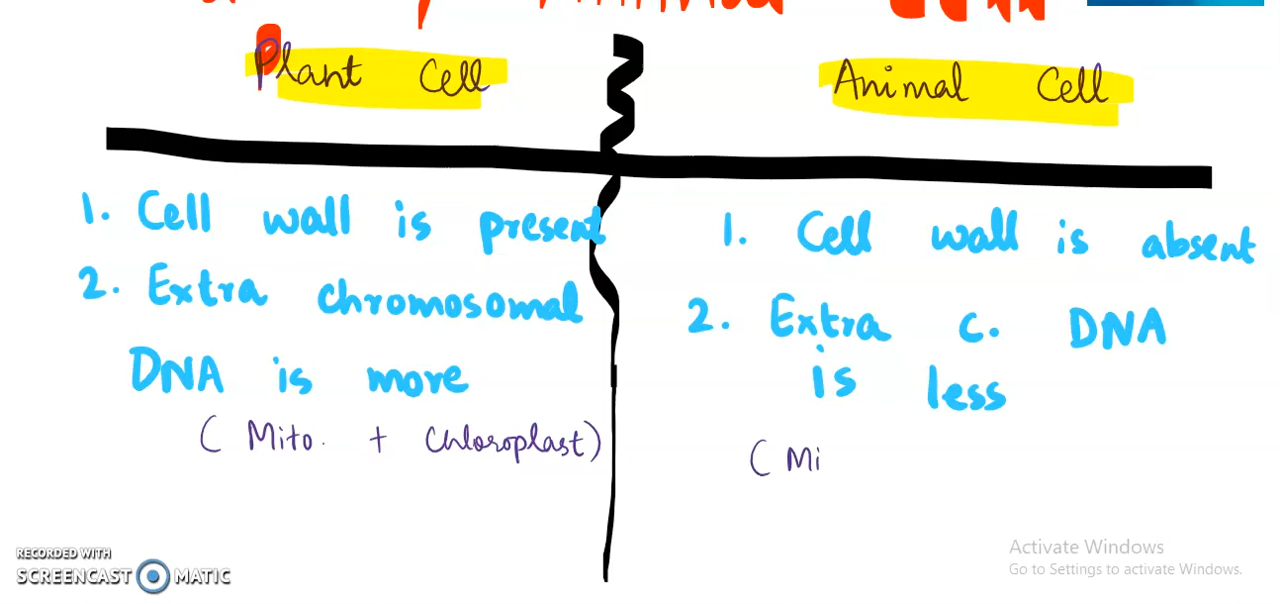 Plant Cell
Animal Cell
1. Cell wall is present
2. Extra chromosomal
DNA is more
( Mito. + Chloroplast)
1. Cell wall is absent
2. Extra c. DNA
is less
( Mi
Activate Windows
Go to Settings to activate Windows.
RECORDED WITH
SCREENCAST MATIC